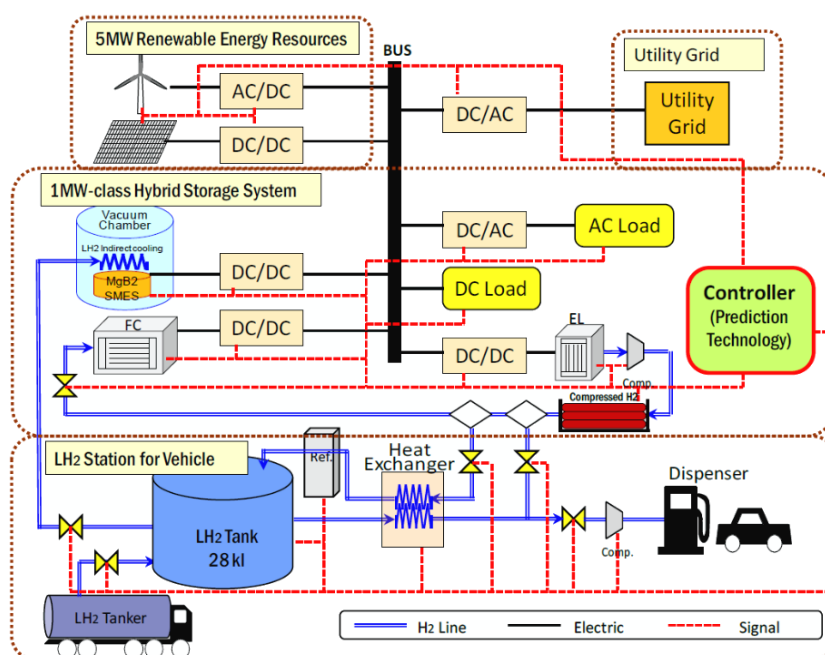 5MW Renewable Energy Resources
BUS
Utility Grid
AC/DC
DC/AC
Utility
Grid
DC/DC
1MW-class Hybrid Storage System
Vacuum
Chamber
LH2 Indirect cooling
MgB2
SMES
DC/DC
DC/AC
AC Load
DC Load
Controller
(Prediction
Technology)
FC
DC/DC
EL
DC/DC
Comp.
Compressed H2
LH2 Station for Vehicle
Ref.
Heat
Exchanger
Dispenser
LH2 Tank
28 kl
Comp.
LH2 Tanker
H2 Line
Electric
Signal